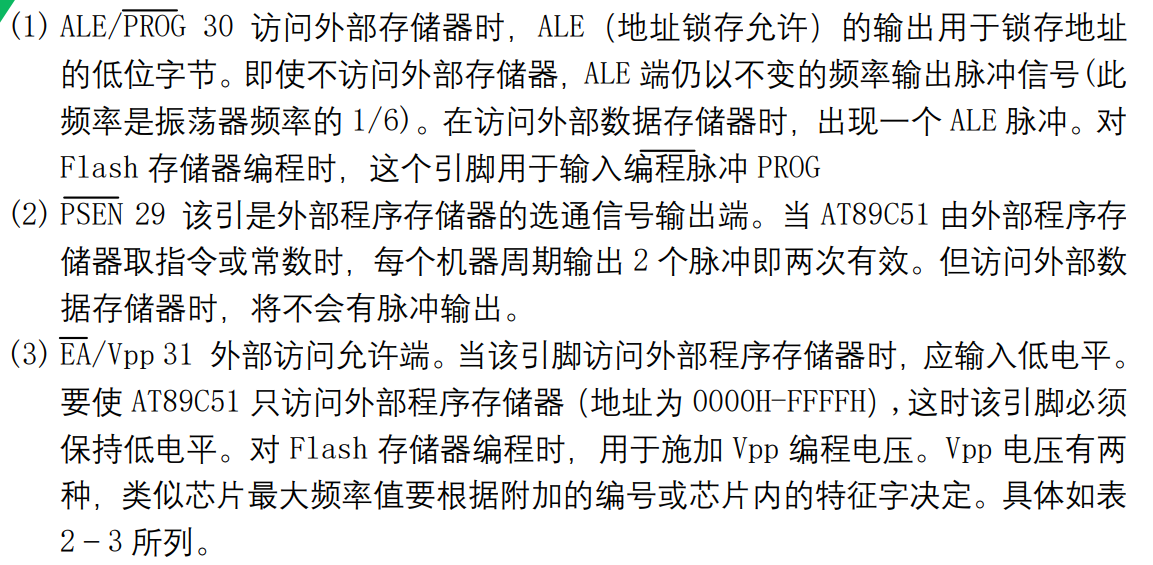 (1) ALE/PROG 30 访问外部存储器时，ALE（地址锁存允许）的输出用于锁存地址
的低位字节。即使不访问外部存储器，ALE 端仍以不变的频率输出脉冲信号(此
频率是振荡器频率的 1/6)。在访问外部数据存储器时，出现一个 ALE 脉冲。对
Flash 存储器编程时，这个引脚用于输入编程脉冲 PROG
(2) PSEN 29 该引是外部程序存储器的选通信号输出端。当 AT89C51 由外部程序存
储器取指令或常数时，每个机器周期输出 2 个脉冲即两次有效。但访问外部数
据存储器时，将不会有脉冲输出。
(3) EA/Vpp 31 外部访问允许端。当该引脚访问外部程序存储器时，应输入低电平。
要使 AT89C51 只访问外部程序存储器（地址为 0000H-FFFFH）,这时该引脚必须
保持低电平。对 Flash 存储器编程时，用于施加 Vpp 编程电压。Vpp 电压有两
种，类似芯片最大频率值要根据附加的编号或芯片内的特征字决定。具体如表
2-3 所列。